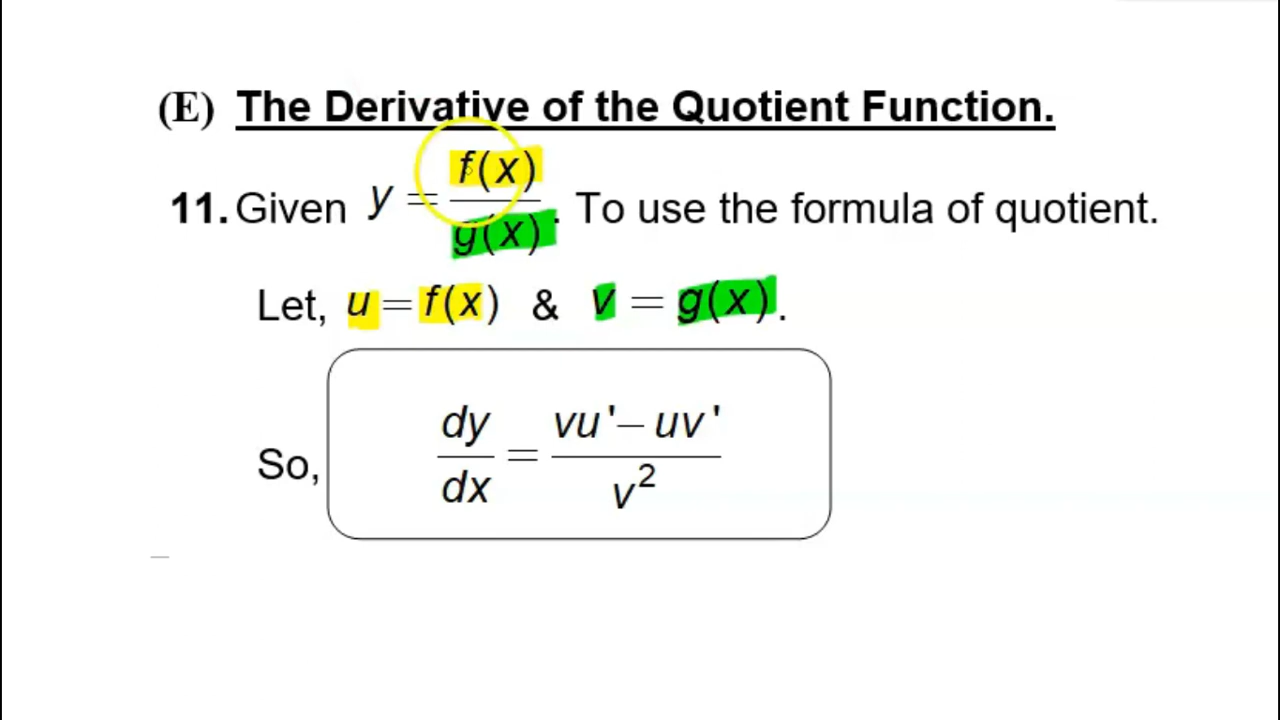 (E) The Derivative of the Quotient Function.
11. Given y = f(x)/g(x). To use the formula of quotient.
Let, u = f(x) & v = g(x).
So, dy/dx = (vu' – uv')/v²